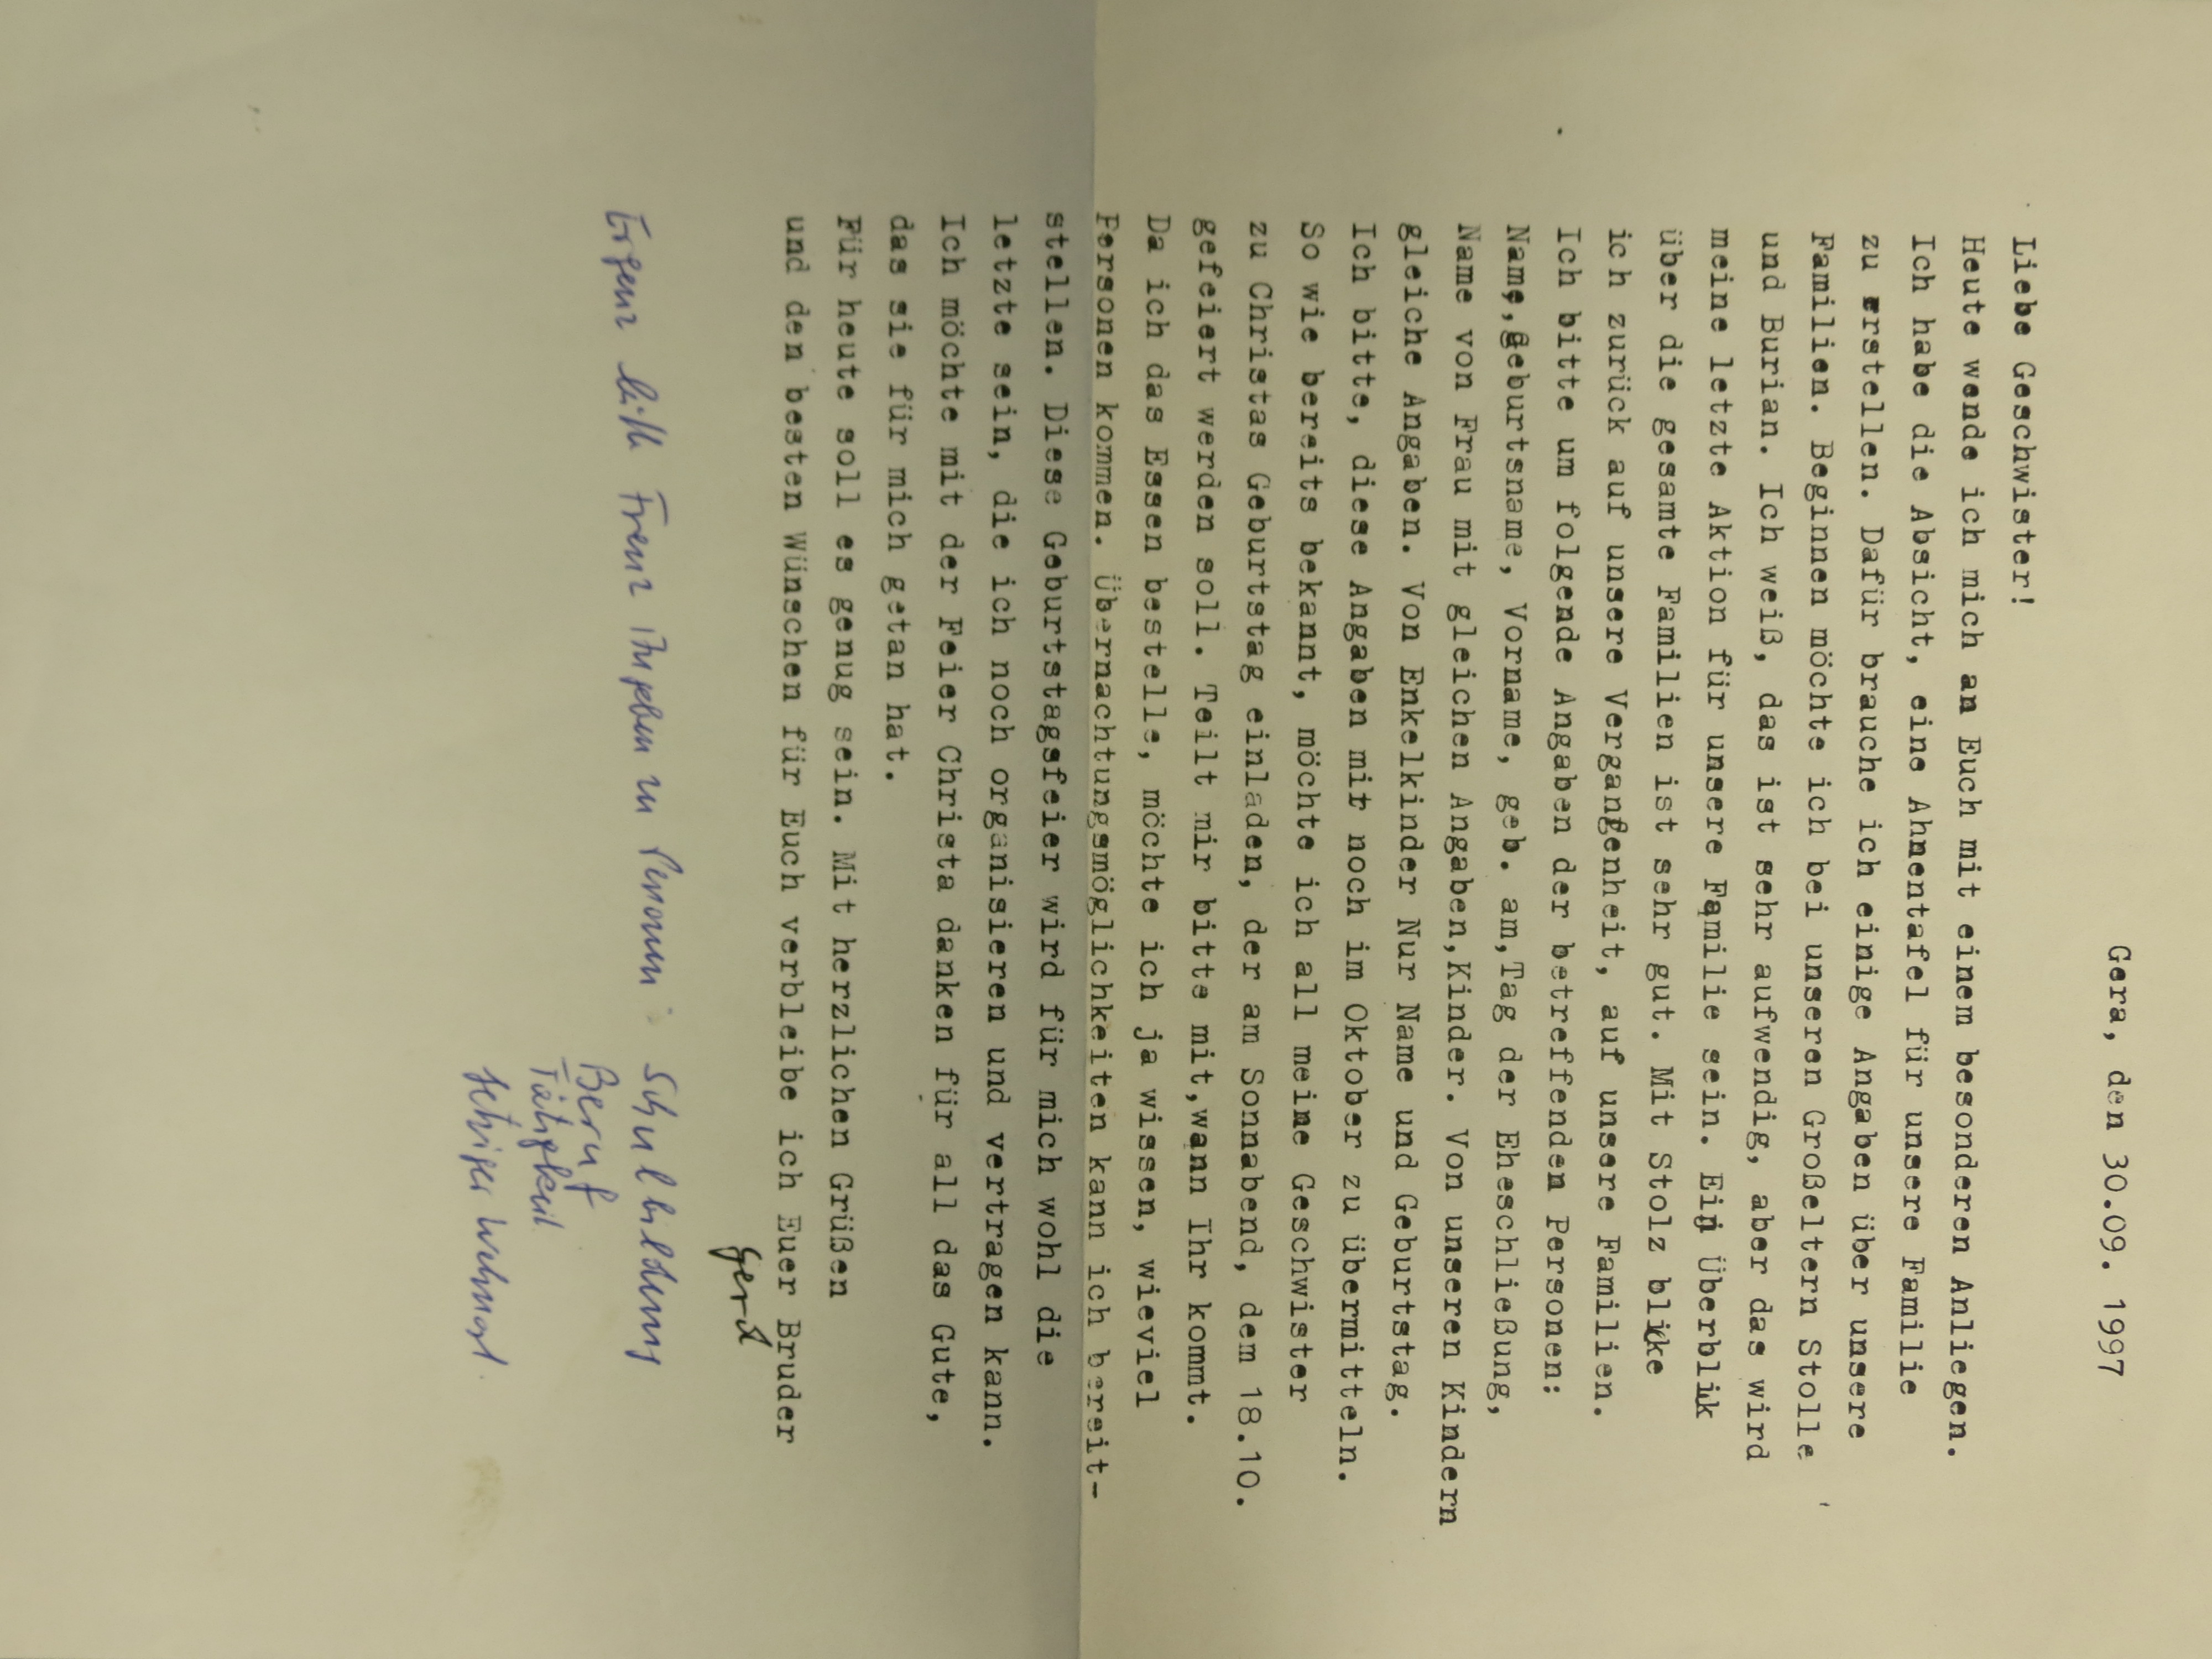 Gera, den 30.09. 1997
Liebe Geschwister!
Heute wende ich mich an Euch mit einem besonderen Anliegen.
Ich habe die Absicht, eine Ahnentafel für unsere Familie
zu erstellen. Dafür brauche ich einige Angaben über unsere
Familien. Beginnen möchte ich bei unseren Großeltern Stolle
und Burian. Ich weiß, das ist sehr aufwendig, aber das wird
meine letzte Aktion für unsere Familie sein. Ein Überblik
über die gesamte Familien ist sehr gut. Mit Stolz blicke
ich zurück auf unsere Vergangenheit, auf unsere Familien.
Ich bitte um folgende Angaben der betreffenden Personen:
Name,Geburtsname, Vorname, geb. am,Tag der Eheschließung,
Name von Frau mit gleichen Angaben,Kinder. Von unseren Kindern
gleiche Angaben. Von Enkelkinder Nur Name und Geburtstag.
Ich bitte, diese Angaben mir noch im Oktober zu übermitteln.
So wie bereits bekannt, möchte ich all meine Geschwister
zu Christas Geburtstag einladen, der am Sonnabend, dem 18.10.
gefeiert werden soll. Teilt mir bitte mit,wann Ihr kommt.
Da ich das Essen bestelle, möchte ich ja wissen, wieviel
Personen kommen. Übernachtungsmöglichkeiten kann ich bereit-
stellen. Diese Geburtstagsfeier wird für mich wohl die
letzte sein, die ich noch organisieren und vertragen kann.
Ich möchte mit der Feier Christa danken für all das Gute,
das sie für mich getan hat.
Für heute soll es genug sein. Mit herzlichen Grüßen
und den besten Wünschen für Euch verbleibe ich Euer Bruder
Gerd
bitte Angaben zu Personen: Schulbildung
Beruf
Tätigkeit
Jetziger Wohnort.